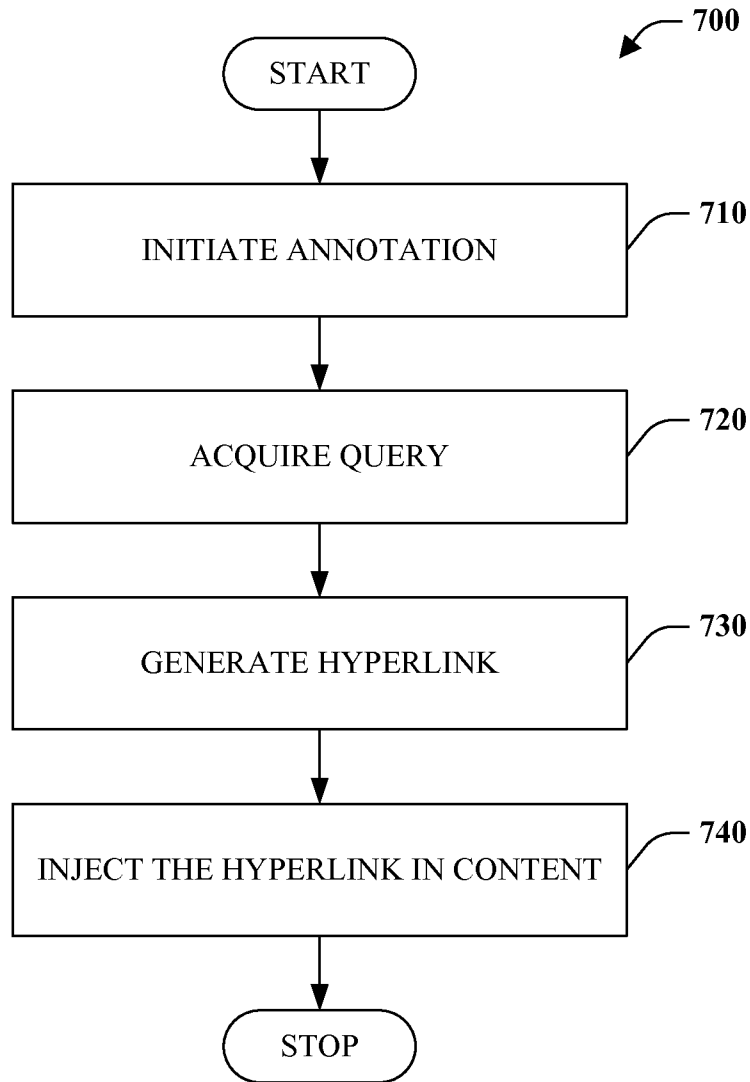 700
START
710
INITIATE ANNOTATION
720
ACQUIRE QUERY
730
GENERATE HYPERLINK
740
INJECT THE HYPERLINK IN CONTENT
STOP